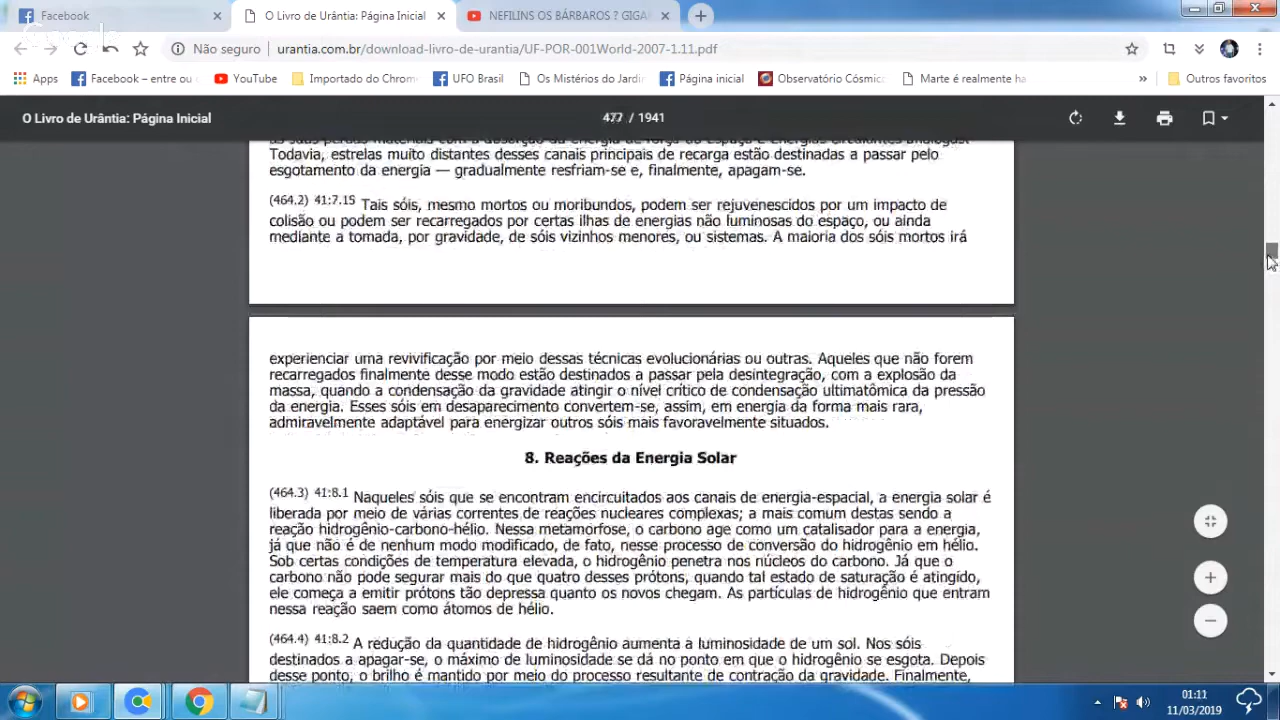 Facebook
O Livro de Urântia: Página Inicial
NEFILINS OS BÁRBAROS ? GIGA
Google
Não seguro
urantia.com.br/download-livro-de-urantia/UF-POR-001World-2007-1.11.pdf
Apps
Facebook – entre ou
YouTube
Importado do Chrom
UFO Brasil
Os Mistérios do Jardi
Página Inicial
Observatório Cósmic
Marte é realmente ha
»
Outros favoritos
O Livro de Urântia: Página Inicial
477 / 1941
as suas perdas materiais com a absorção da energia de força do espaço e energias circulantes análogas.
Todavia, estrelas muito distantes desses canais principais de recarga estão destinadas a passar pelo
esgotamento da energia — gradualmente resfriam-se e, finalmente, apagam-se.
(464.2) 41:7.15 Tais sóis, mesmo mortos ou moribundos, podem ser rejuvenescidos por um impacto de
colisão ou podem ser recarregados por certas ilhas de energias não luminosas do espaço, ou ainda
mediante a tomada, por gravidade, de sóis vizinhos menores, ou sistemas. A maioria dos sóis mortos irá
experienciar uma revivificação por meio dessas técnicas evolucionárias ou outras. Aqueles que não forem
recarregados finalmente desse modo estão destinados a passar pela desintegração, com a explosão da
massa, quando a condensação da gravidade atingir o nível crítico de condensação ultimatômica da pressão
da energia. Esses sóis em desaparecimento convertem-se, assim, em energia da forma mais rara,
admiravelmente adaptável para energizar outros sóis mais favoravelmente situados.
8. Reações da Energia Solar
(464.3) 41:8.1 Naqueles sóis que se encontram encircuitados aos canais de energia-espacial, a energia solar é
liberada por meio de várias correntes de reações nucleares complexas; a mais comum destas sendo a
reação hidrogênio-carbono-hélio. Nessa metamorfose, o carbono age como um catalisador para a energia,
já que não é de nenhum modo modificado, de fato, nesse processo de conversão do hidrogênio em hélio.
Sob certas condições de temperatura elevada, o hidrogênio penetra nos núcleos do carbono. Já que o
carbono não pode segurar mais do que quatro desses prótons, quando tal estado de saturação é atingido,
ele começa a emitir prótons tão depressa quanto os novos chegam. As partículas de hidrogênio que entram
nessa reação saem como átomos de hélio.
(464.4) 41:8.2 A redução da quantidade de hidrogênio aumenta a luminosidade de um sol. Nos sóis
destinados a apagar-se, o máximo de luminosidade se dá no ponto em que o hidrogênio se esgota. Depois
desse ponto, o brilho é mantido por meio do processo resultante de contração da gravidade. Finalmente,
01:11
11/03/2019